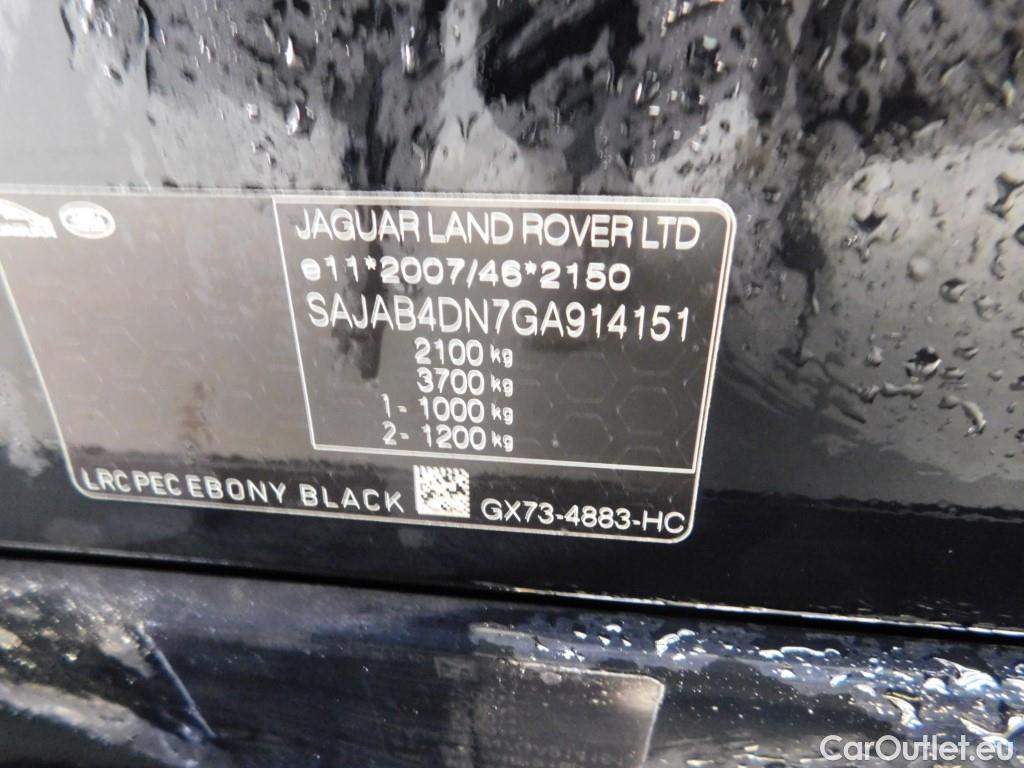 JAGUAR LAND ROVER LTD
e11*2007/46*2150
SAJAB4DN7GA914151
2100 kg
3700 kg
1- 1000 kg
2- 1200 kg
LRC PEC EBONY BLACK
GX73-4883-HC
CarOutlet.eu